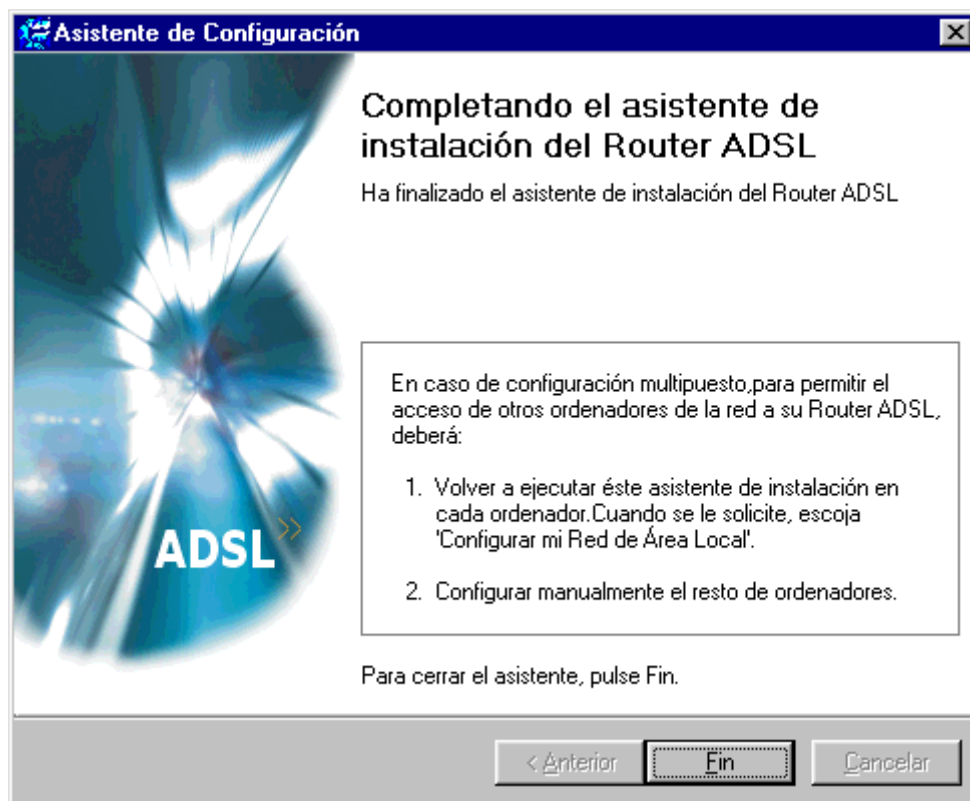 Asistente de Configuración
Completando el asistente de
instalación del Router ADSL
Ha finalizado el asistente de instalación del Router ADSL
En caso de configuración multipuesto,para permitir el
acceso de otros ordenadores de la red a su Router ADSL,
deberá:
1. Volver a ejecutar éste asistente de instalación en
cada ordenador.Cuando se le solicite, escoja
'Configurar mi Red de Área Local'.
2. Configurar manualmente el resto de ordenadores.
ADSL»
Para cerrar el asistente, pulse Fin.
< Anterior
Fin
Cancelar